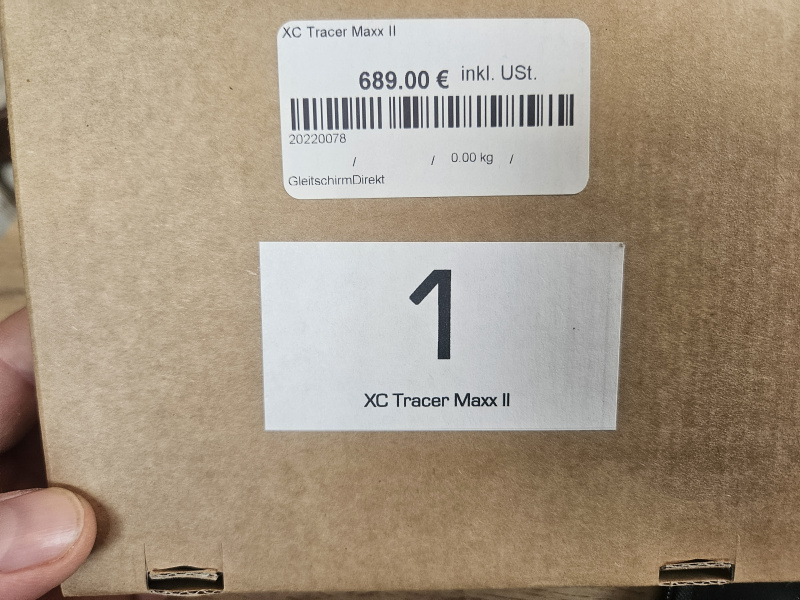 XC Tracer Maxx II
689.00 € inkl. USt.
20220078
/ / 0.00 kg /
GleitschirmDirekt
1
XC Tracer Maxx II